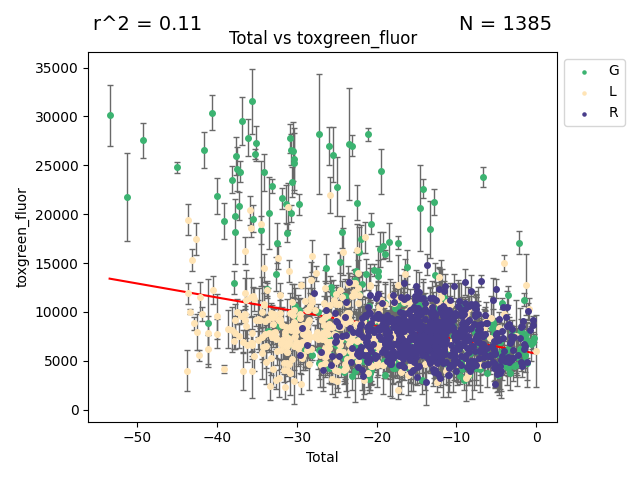 r^2 = 0.11
N = 1385
Total vs toxgreen_fluor
35000
30000
25000
20000
15000
10000
5000
0
toxgreen_fluor
−50
−40
−30
−20
−10
0
Total
G
L
R